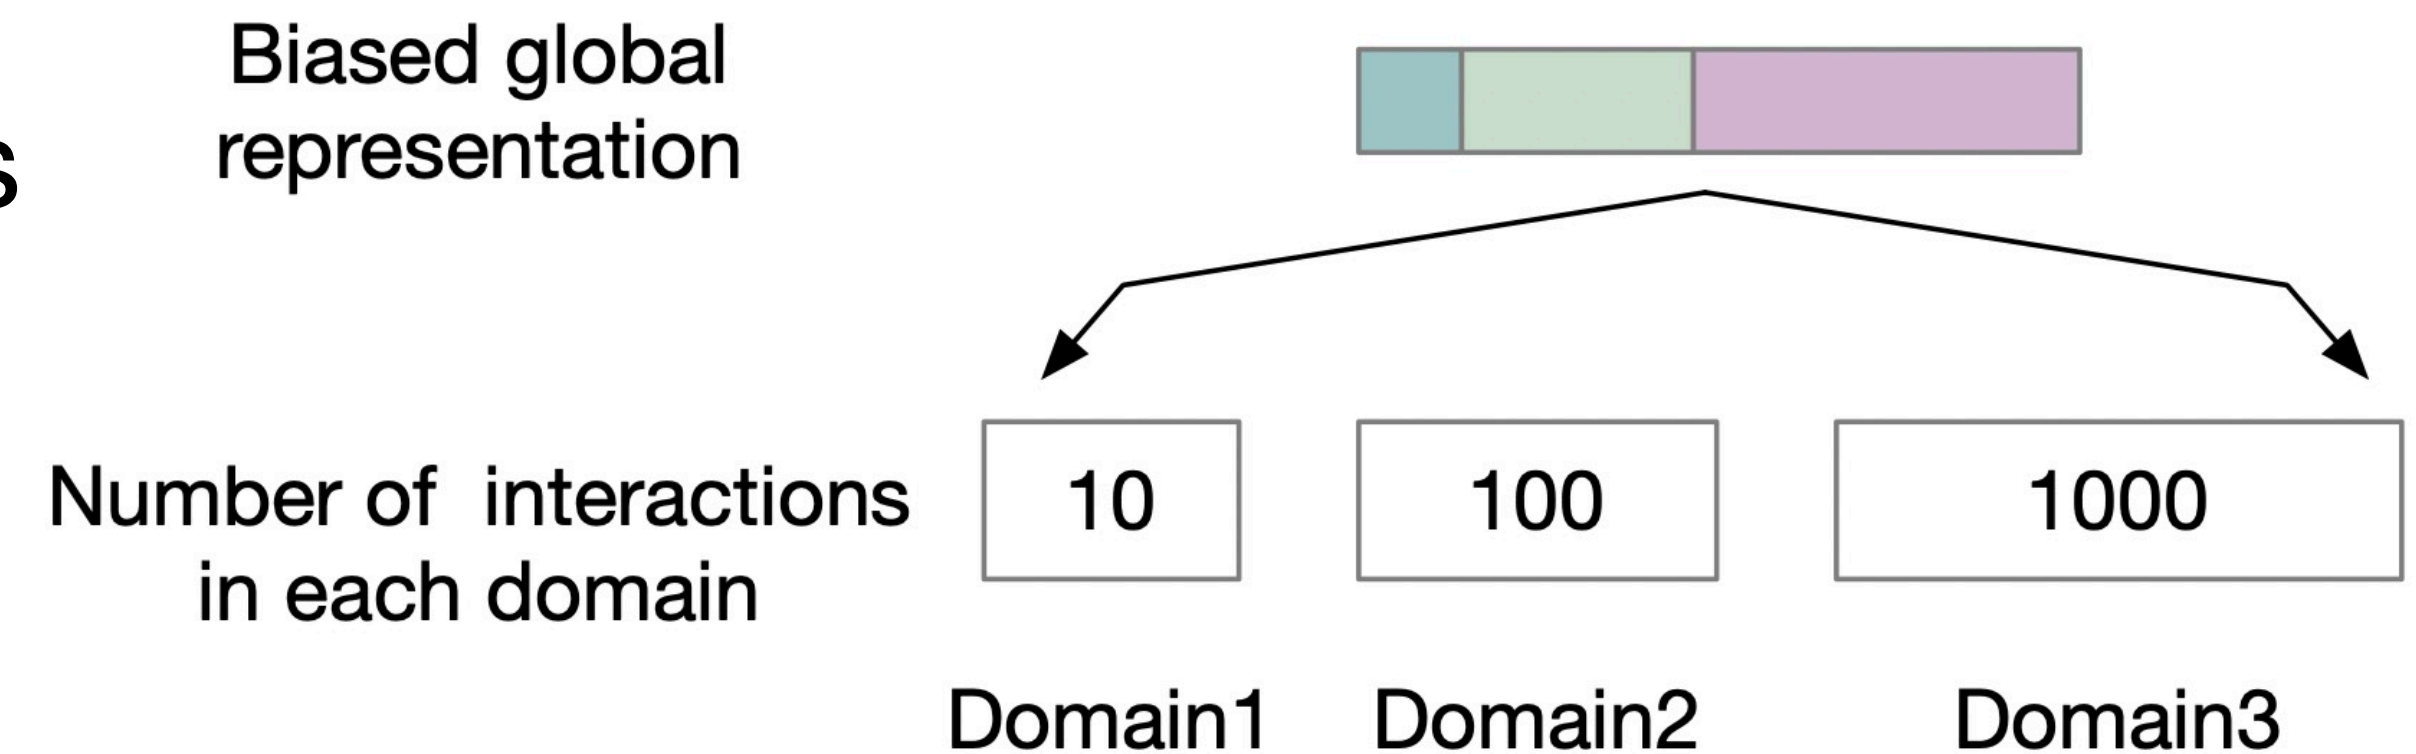 Biased global
representation
s
Number of interactions
in each domain
10
100
1000
Domain1
Domain2
Domain3